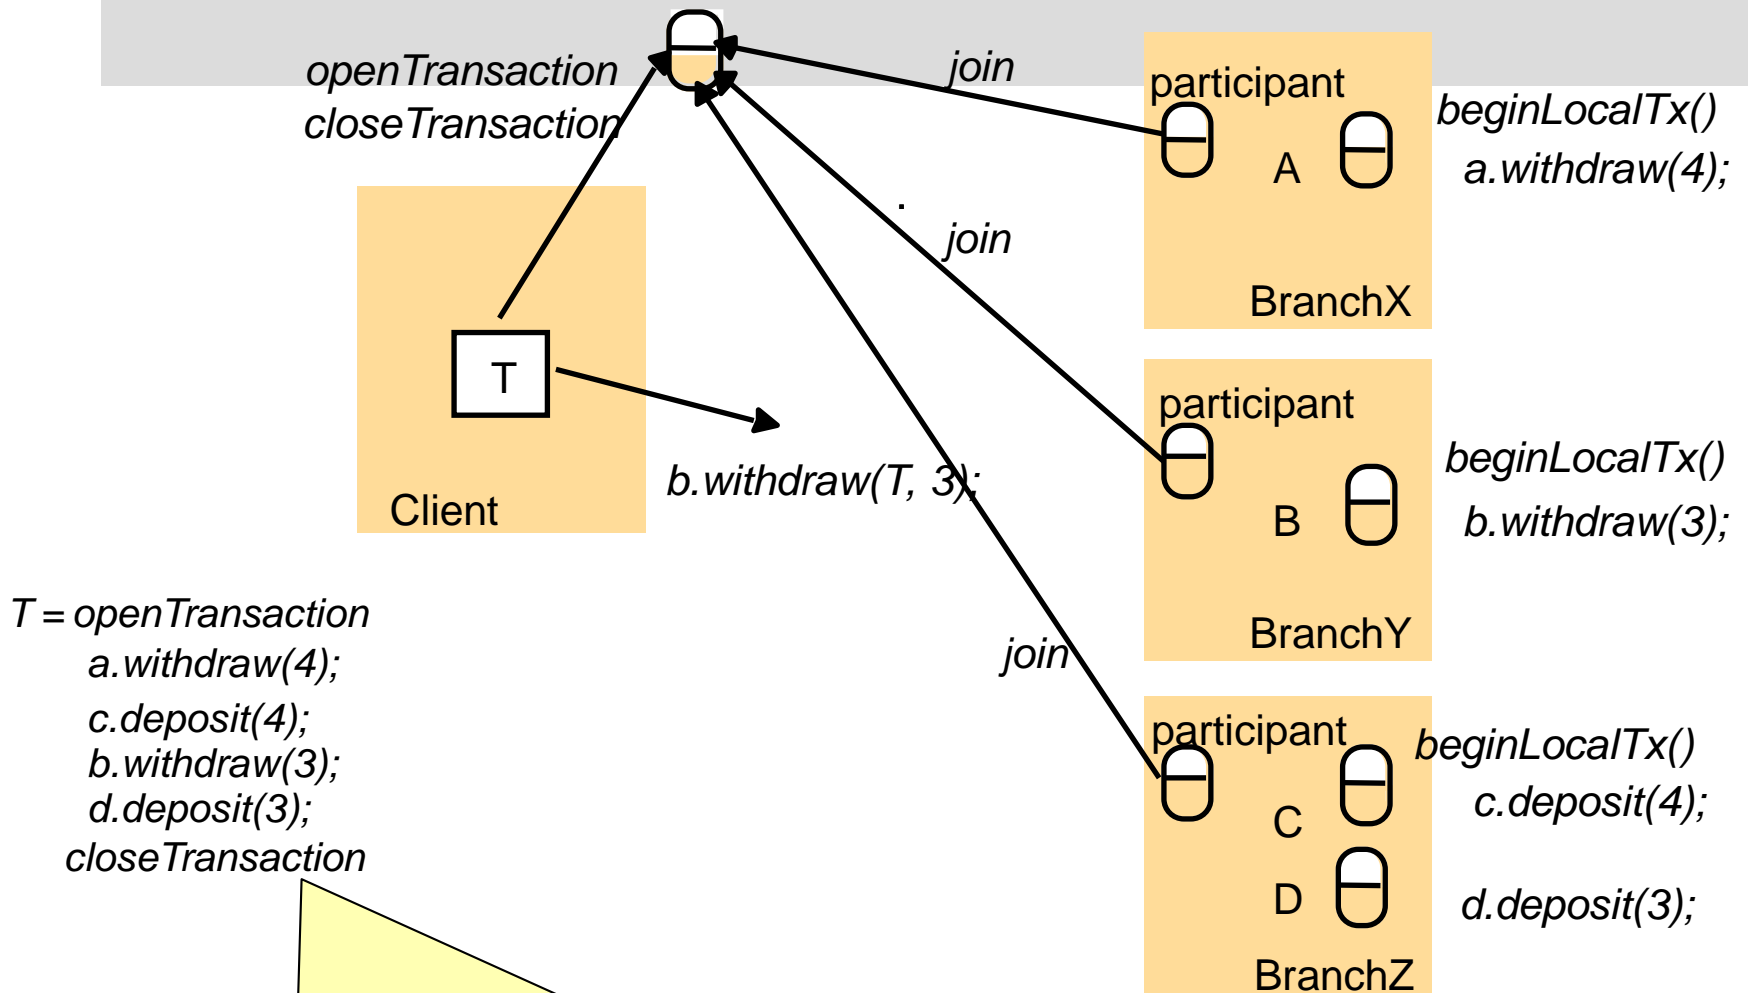 openTransaction
closeTransaction
join
participant
beginLocalTx()
A
a.withdraw(4);
.
join
BranchX
T
participant
b.withdraw(T, 3);
Client
beginLocalTx()
B
b.withdraw(3);
BranchY
T = openTransaction
a.withdraw(4);
c.deposit(4);
b.withdraw(3);
d.deposit(3);
closeTransaction
join
participant
beginLocalTx()
C
c.deposit(4);
D
d.deposit(3);
BranchZ